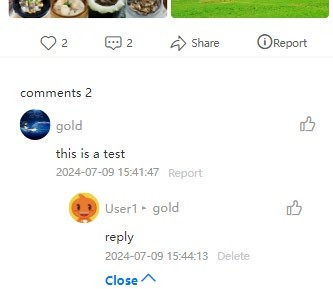 2 2 Share Report
comments 2
gold
this is a test
2024-07-09 15:41:47 Report
User1 gold
reply
2024-07-09 15:44:13 Delete
Close